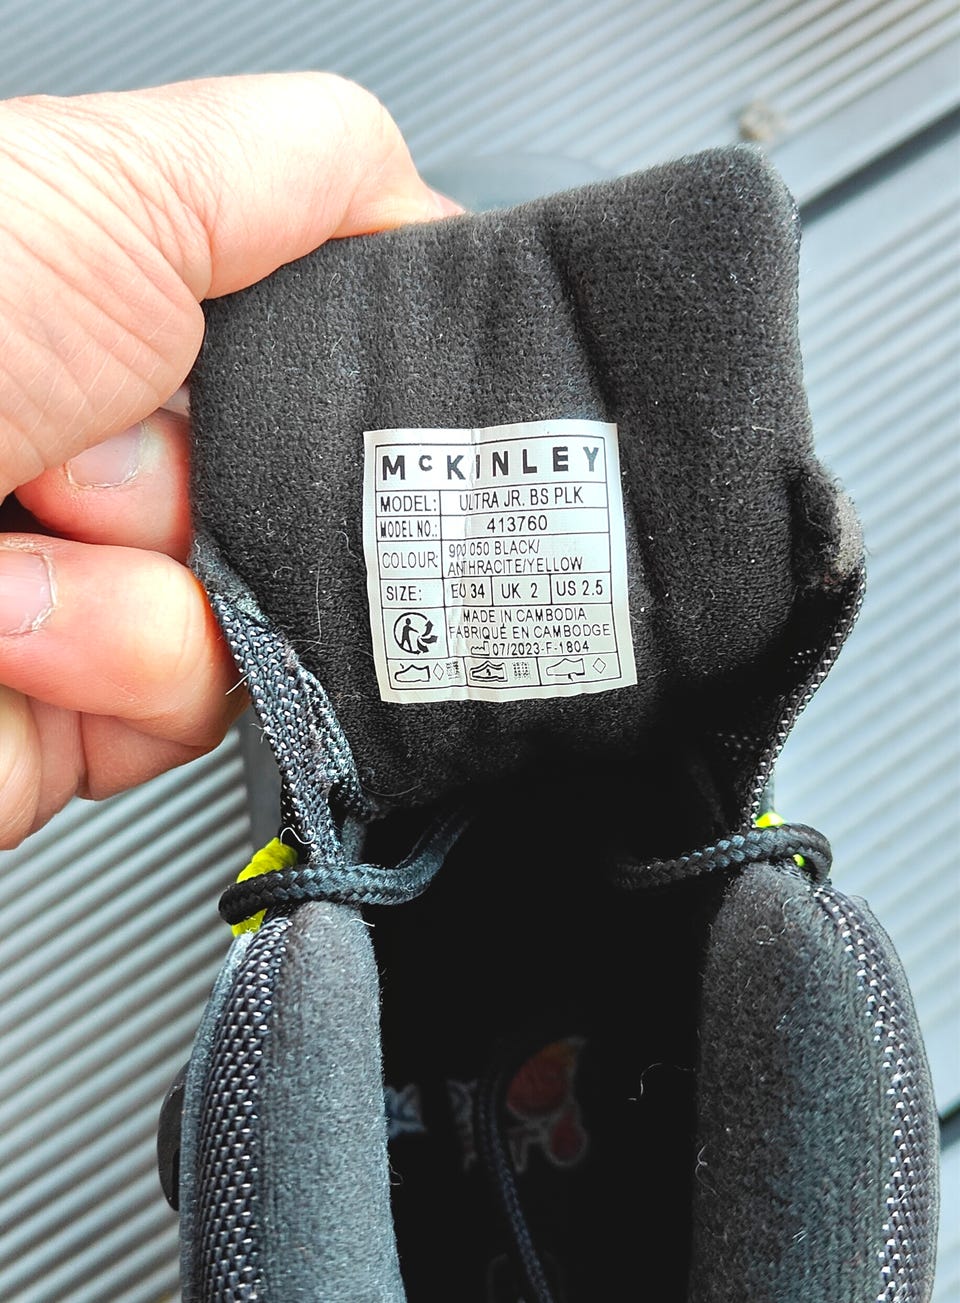 McKINLEY
MODEL: ULTRA JR. BS PLK
MODEL NO.: 413760
COLOUR: 900 050 BLACK/
ANTHRACITE/YELLOW
SIZE: EU 34 UK 2 US 2.5
MADE IN CAMBODIA
FABRIQUÉ EN CAMBODGE
07/2023-F-1804